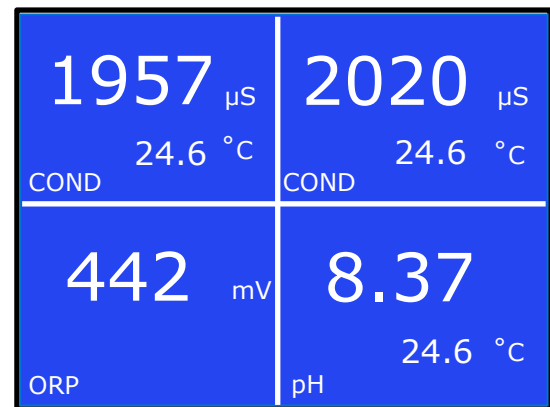 1957 µS
24.6 °C
COND
2020 µS
24.6 °C
COND
442 mV
ORP
8.37
24.6 °C
pH